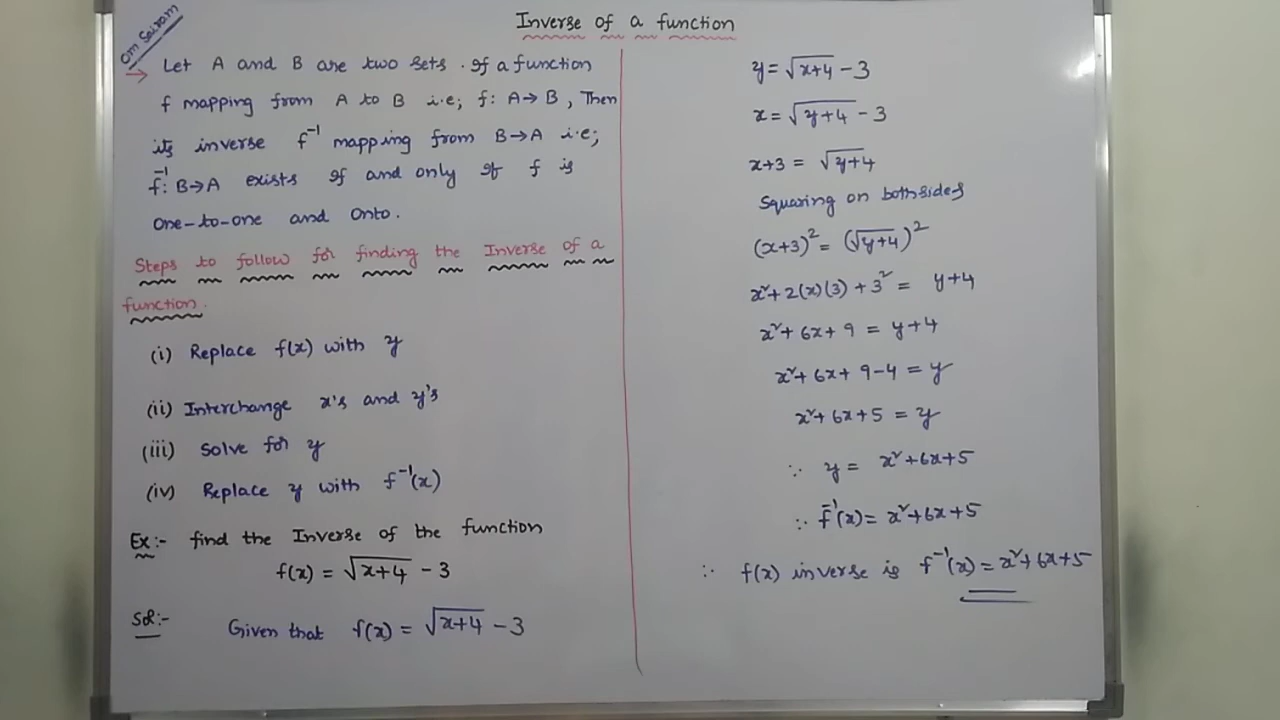 Om Sairam
Inverse of a function
→ Let A and B are two sets . If a function
f mapping from A to B i.e; f: A→B, Then
its inverse f⁻¹ mapping from B→A i.e;
f⁻¹: B→A exists if and only if f is
one-to-one and onto.
Steps to follow for finding the Inverse of a
function.
(i) Replace f(x) with y
(ii) Interchange x's and y's
(iii) Solve for y
(iv) Replace y with f⁻¹(x)
Ex:- find the Inverse of the function
f(x) = √(x+4) - 3
Sol:- Given that f(x) = √(x+4) - 3
y = √(x+4) - 3
x = √(y+4) - 3
x+3 = √(y+4)
Squaring on both sides
(x+3)² = (√(y+4))²
x²+2(x)(3)+3² = y+4
x²+6x+9 = y+4
x²+6x+9-4 = y
x²+6x+5 = y
∵ y = x²+6x+5
∵ f⁻¹(x) = x²+6x+5
∵ f(x) inverse is f⁻¹(x) = x²+6x+5